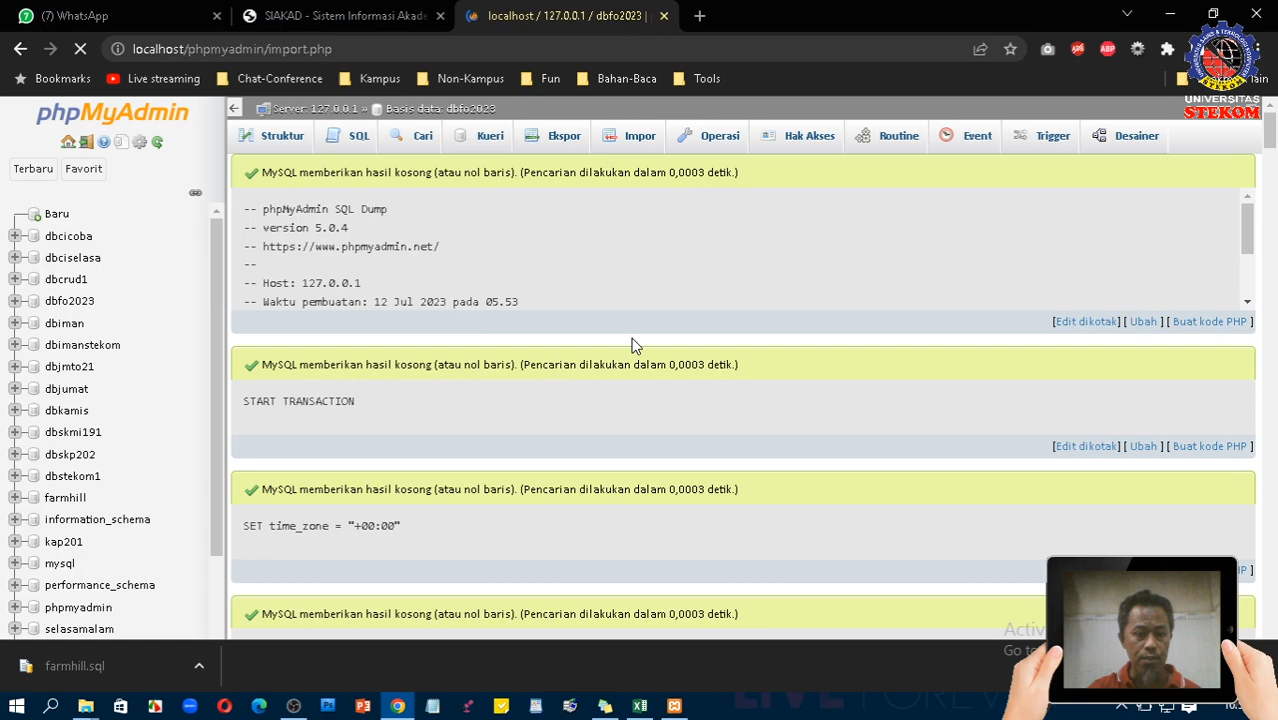 (7) WhatsApp
SIAKAD - Sistem Informasi Akade
localhost / 127.0.0.1 / dbfo2023 |
localhost/phpmyadmin/import.php
ABP
Bookmarks
Live streaming
Chat-Conference
Kampus
Non-Kampus
Fun
Bahan-Baca
Tools
UNIVERSITAS
STEKOM
phpMyAdmin
Terbaru
Favorit
Baru
dbcicoba
dbciselasa
dbcrud1
dbfo2023
dbiman
dbimanstekom
dbjmto21
dbjumat
dbkamis
dbskmi191
dbskp202
dbstekom1
farmhill
information_schema
kap201
mysql
performance_schema
phpmyadmin
selasamalam
Server: 127.0.0.1 » Basis data: dbfo2023
Struktur
SQL
Cari
Kueri
Ekspor
Impor
Operasi
Hak Akses
Routine
Event
Trigger
Desainer
MySQL memberikan hasil kosong (atau nol baris). (Pencarian dilakukan dalam 0,0003 detik.)
-- phpMyAdmin SQL Dump
-- version 5.0.4
-- https://www.phpmyadmin.net/
--
-- Host: 127.0.0.1
-- Waktu pembuatan: 12 Jul 2023 pada 05.53
[Edit dikotak] [ Ubah ] [ Buat kode PHP ]
MySQL memberikan hasil kosong (atau nol baris). (Pencarian dilakukan dalam 0,0003 detik.)
START TRANSACTION
[Edit dikotak] [ Ubah ] [ Buat kode PHP ]
MySQL memberikan hasil kosong (atau nol baris). (Pencarian dilakukan dalam 0,0003 detik.)
SET time_zone = "+00:00"
HP ]
MySQL memberikan hasil kosong (atau nol baris). (Pencarian dilakukan dalam 0,0003 detik.)
Activ
Go to
farmhill.sql